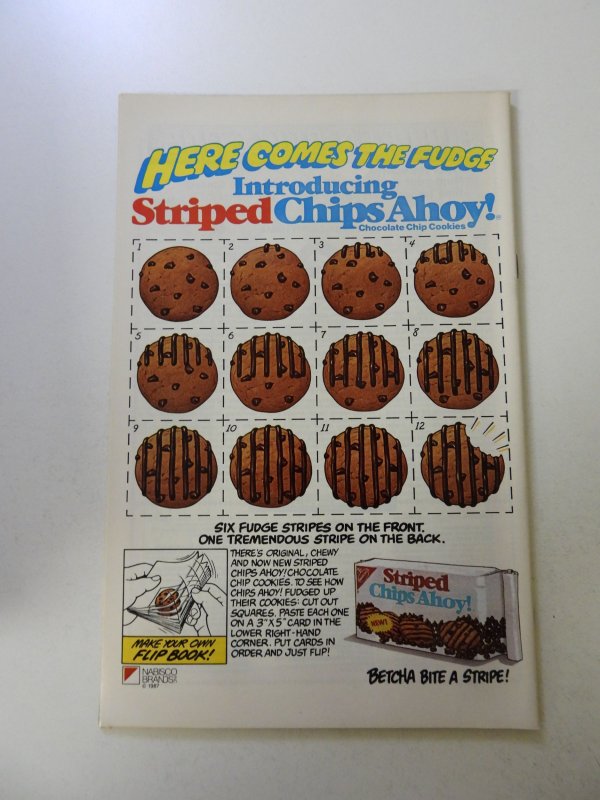 HERE COMES THE FUDGE
Introducing
Striped Chips Ahoy!®
Chocolate Chip Cookies
1 2 3 4
5 6 7 8
9 10 11 12
SIX FUDGE STRIPES ON THE FRONT.
ONE TREMENDOUS STRIPE ON THE BACK.
THERE'S ORIGINAL, CHEWY
AND NOW NEW STRIPED
CHIPS AHOY! CHOCOLATE
CHIP COOKIES. TO SEE HOW
CHIPS AHOY! FUDGED UP
THEIR COOKIES: CUT OUT
SQUARES. PASTE EACH ONE
ON A 3"X5" CARD IN THE
LOWER RIGHT-HAND
CORNER. PUT CARDS IN
ORDER AND JUST FLIP!
MAKE YOUR OWN
FLIP BOOK!
Striped
Chips Ahoy!
NEW!
BETCHA BITE A STRIPE!
NABISCO
BRANDS
© 1987